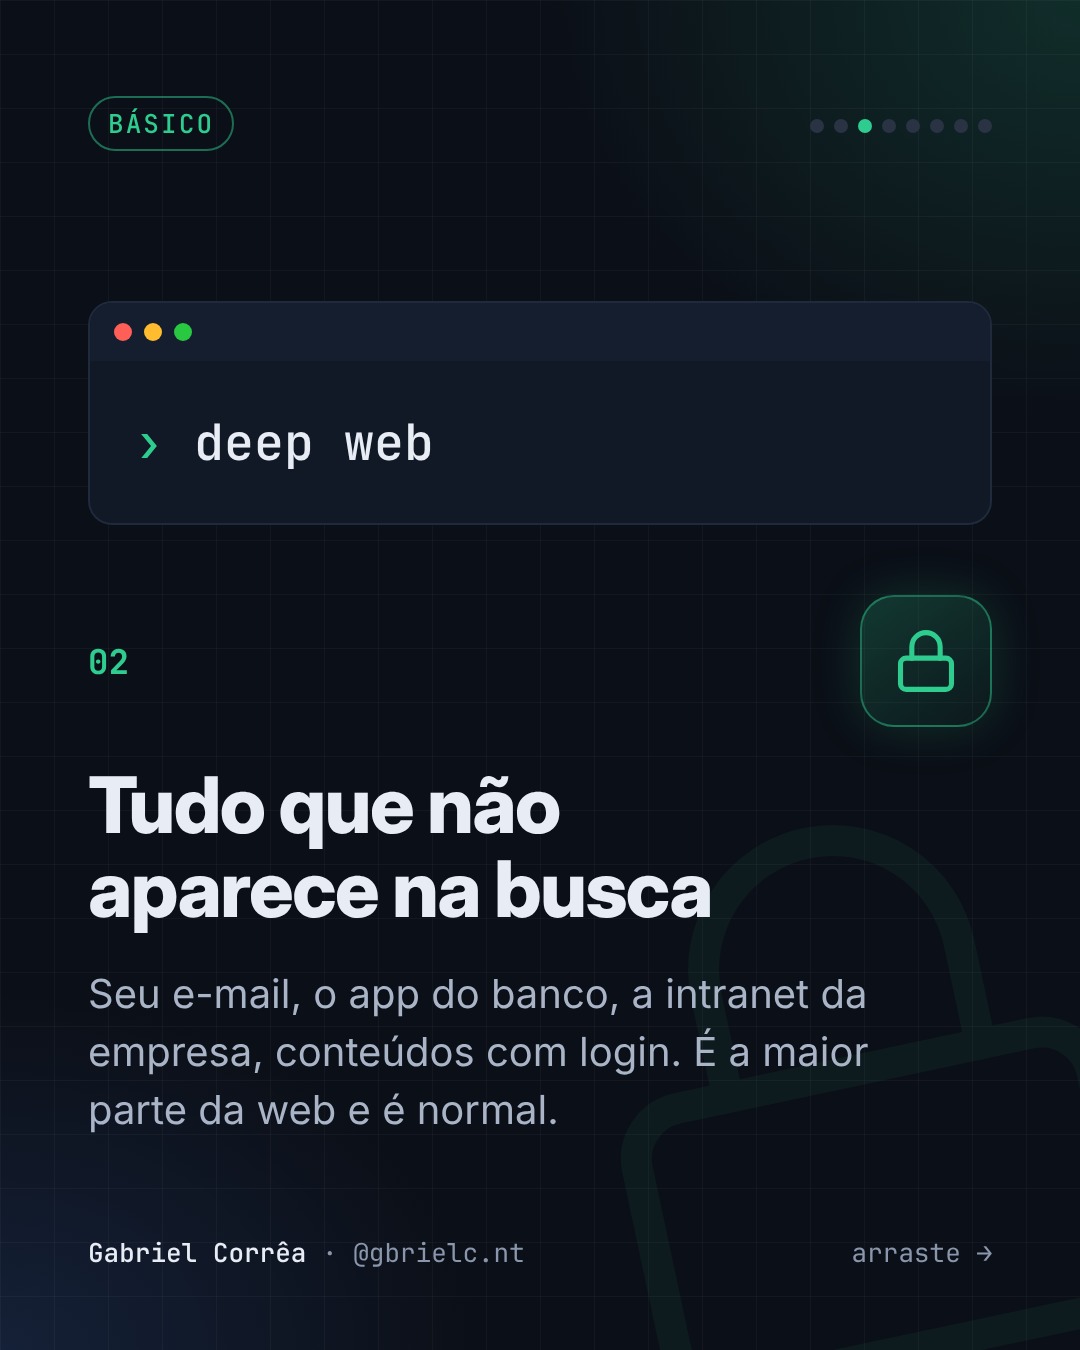 BÁSICO
› deep web
02
Tudo que não
aparece na busca
Seu e-mail, o app do banco, a intranet da
empresa, conteúdos com login. É a maior
parte da web e é normal.
Gabriel Corrêa · @gbrielc.nt
arraste →